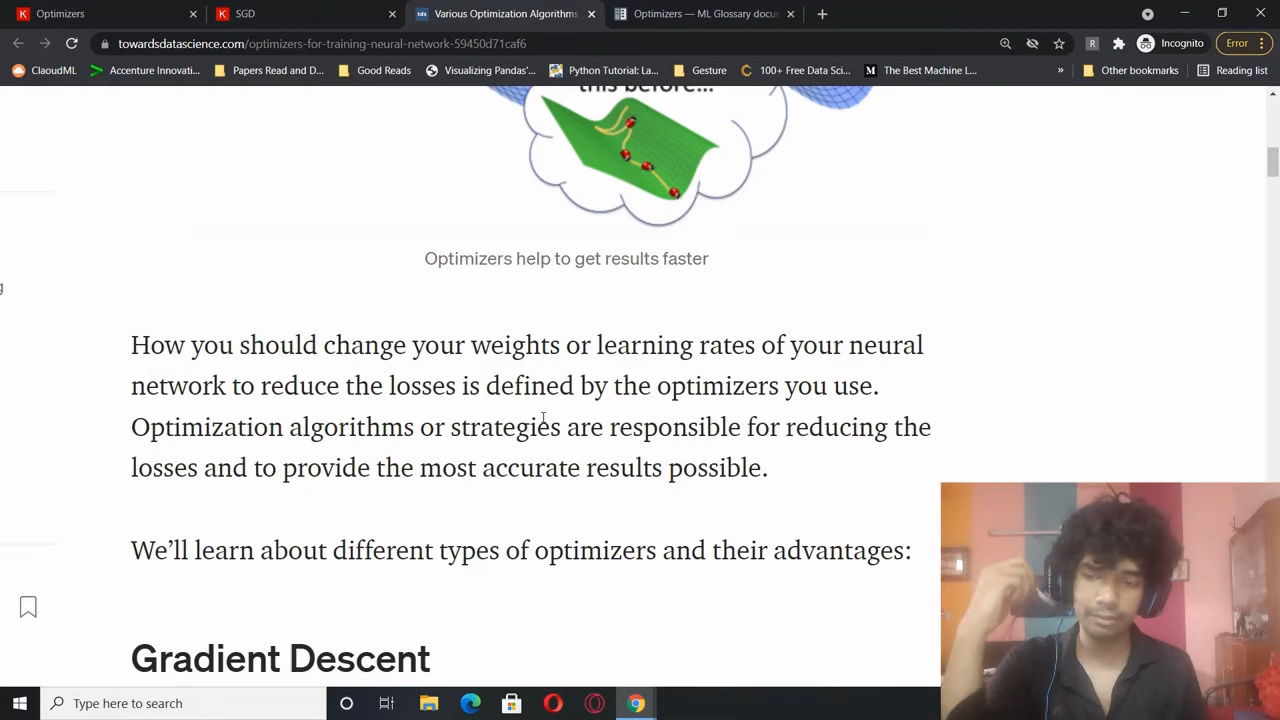 Optimizers
SGD
Various Optimization Algorithms
Optimizers — ML Glossary docu
towardsdatascience.com/optimizers-for-training-neural-network-59450d71caf6
Incognito
Error
ClaoudML
Accenture Innovati...
Papers Read and D...
Good Reads
Visualizing Pandas'...
Python Tutorial: La...
Gesture
100+ Free Data Sci...
The Best Machine L...
»
Other bookmarks
Reading list
this before...
Optimizers help to get results faster
g
How you should change your weights or learning rates of your neural
network to reduce the losses is defined by the optimizers you use.
Optimization algorithms or strategies are responsible for reducing the
losses and to provide the most accurate results possible.
We'll learn about different types of optimizers and their advantages:
Gradient Descent
Type here to search